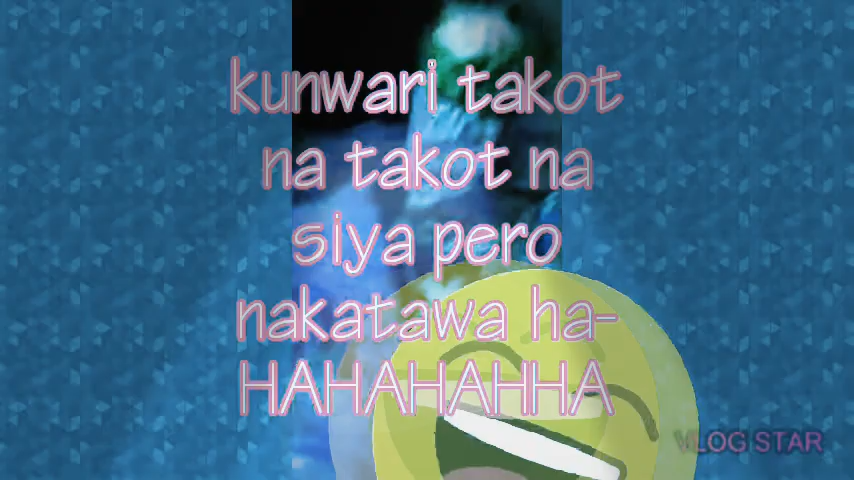 kunwari takot
na takot na
siya pero
nakatawa ha-
HAHAHAHHA
VLOG STAR